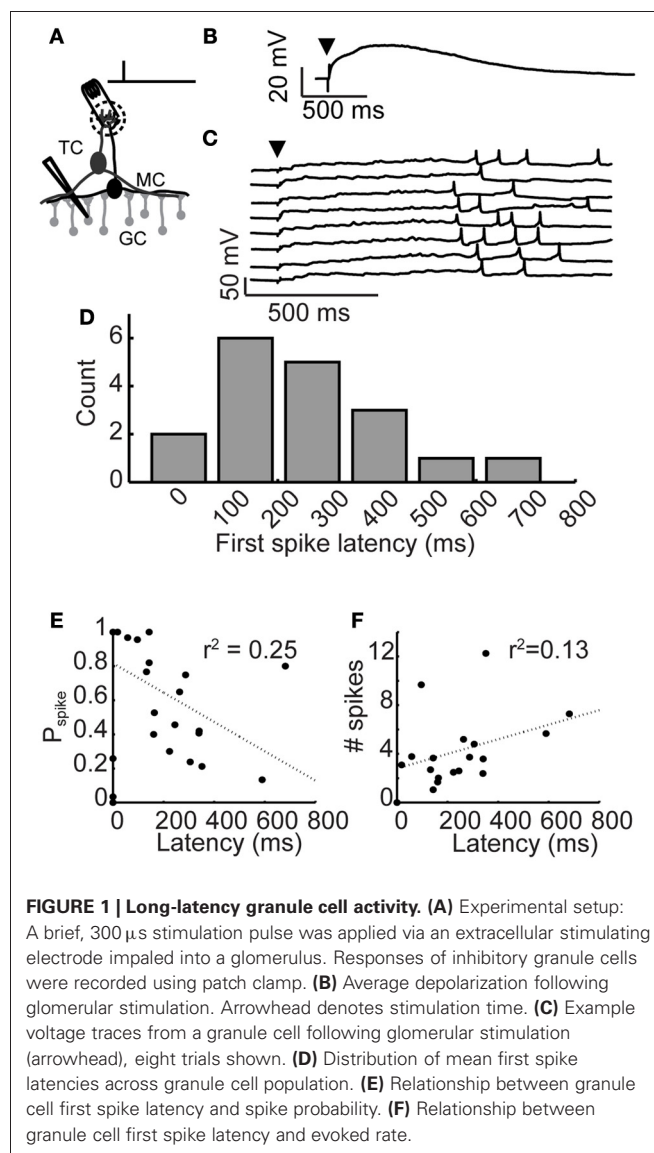 A
B
20 mV
500 ms
TC
MC
GC
C
50 mV
500 ms
D
Count
6
4
2
0
0
100
200
300
400
500
600
700
800
First spike latency (ms)
E
r² = 0.25
P spike
1
0.8
0.6
0.4
0.2
0
0
200
400
600
800
Latency (ms)
F
r²=0.13
# spikes
12
8
4
0
0
200
400
600
800
Latency (ms)
FIGURE 1 | Long-latency granule cell activity. (A) Experimental setup:
A brief, 300 µs stimulation pulse was applied via an extracellular stimulating
electrode impaled into a glomerulus. Responses of inhibitory granule cells
were recorded using patch clamp. (B) Average depolarization following
glomerular stimulation. Arrowhead denotes stimulation time. (C) Example
voltage traces from a granule cell following glomerular stimulation
(arrowhead), eight trials shown. (D) Distribution of mean first spike
latencies across granule cell population. (E) Relationship between granule
cell first spike latency and spike probability. (F) Relationship between
granule cell first spike latency and evoked rate.